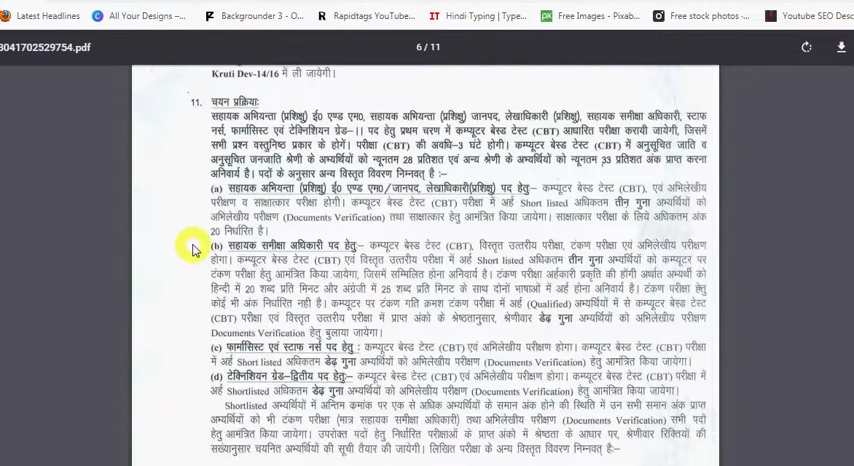 Latest Headlines All Your Designs –... Backgrounder 3 - O... Rapidtags YouTube... Hindi Typing | Type... Free Images - Pixab... Free stock photos -... Youtube SEO Desc
8041702529754.pdf 6 / 11
Kruti Dev-14/16 में ली जायेगी।
11. चयन प्रक्रियाः
सहायक अभियन्ता (प्रशिक्षु) ई0 एण्ड एम0, सहायक अभियन्ता (प्रशिक्षु) जानपद, लेखाधिकारी (प्रशिक्षु), सहायक समीक्षा अधिकारी, स्टाफ
नर्स, फार्मासिस्ट एवं टेक्निशियन ग्रेड–।। पद हेतु प्रथम चरण में कम्प्यूटर बेस्ड टेस्ट (CBT) आधारित परीक्षा करायी जायेगी, जिसमें
सभी प्रश्न वस्तुनिष्ठ प्रकार के होगें। परीक्षा (CBT) की अवधि–3 घंटे होगी। कम्प्यूटर बेस्ड टेस्ट (CBT) में अनुसूचित जाति व
अनुसूचित जनजाति श्रेणी के अभ्यर्थियों को न्यूनतम 28 प्रतिशत एवं अन्य श्रेणी के अभ्यर्थियों को न्यूनतम 33 प्रतिशत अंक प्राप्त करना
अनिवार्य है। पदों के अनुसार अन्य विस्तृत विवरण निम्नवत् है :–
(a) सहायक अभियन्ता (प्रशिक्षु) ई0 एण्ड एम0/जानपद, लेखाधिकारी(प्रशिक्षु) पद हेतुः– कम्प्यूटर बेस्ड टेस्ट (CBT), एवं अभिलेखीय
परीक्षण व साक्षात्कार परीक्षा होगी। कम्प्यूटर बेस्ड टेस्ट (CBT) परीक्षा में अर्ह Short listed अधिकतम तीन गुना अभ्यर्थियों को
अभिलेखीय परीक्षण (Documents Verification) तथा साक्षात्कार हेतु आमंत्रित किया जायेगा। साक्षात्कार परीक्षा के लिये अधिकतम अंक
20 निर्धारित है।
(b) सहायक समीक्षा अधिकारी पद हेतुः– कम्प्यूटर बेस्ड टेस्ट (CBT), विस्तृत उत्तरीय परीक्षा, टंकण परीक्षा एवं अभिलेखीय परीक्षण
होगा। कम्प्यूटर बेस्ड टेस्ट (CBT) एवं विस्तृत उत्तरीय परीक्षा में अर्ह Short listed अधिकतम तीन गुना अभ्यर्थियों को कम्प्यूटर पर
टंकण परीक्षा हेतु आमंत्रित किया जायेगा, जिसमें सम्मिलित होना अनिवार्य है। टंकण परीक्षा अर्हकारी प्रकृति की होंगी अर्थात अभ्यर्थी को
हिन्दी में 20 शब्द प्रति मिनट और अंग्रेजी में 25 शब्द प्रति मिनट के साथ दोनों भाषाओं में अर्ह होना अनिवार्य है। टंकण परीक्षा हेतु
कोई भी अंक निर्धारित नही है। कम्प्यूटर पर टंकण गति क्रमश टंकण परीक्षा में अर्ह (Qualified) अभ्यर्थियों में से कम्प्यूटर बेस्ड टेस्ट
(CBT) परीक्षा एवं विस्तृत उत्तरीय परीक्षा में प्राप्त अंको के श्रेष्ठतानुसार, श्रेणीवार डेढ़ गुना अभ्यर्थियों को अभिलेखीय परीक्षण
Documents Verification हेतु बुलाया जायेगा।
(c) फार्मासिस्ट एवं स्टाफ नर्स पद हेतु : कम्प्यूटर बेस्ड टेस्ट (CBT) एवं अभिलेखीय परीक्षण होगा। कम्प्यूटर बेस्ड टेस्ट (CBT) परीक्षा
में अर्ह Short listed अधिकतम डेढ़ गुना अभ्यर्थियों को अभिलेखीय परीक्षण (Documents Verification) हेतु आमंत्रित किया जायेगा।
(d) टेक्निशियन ग्रेड–द्वितीय पद हेतुः– कम्प्यूटर बेस्ड टेस्ट (CBT) एवं अभिलेखीय परीक्षण होगा। कम्प्यूटर बेस्ड टेस्ट (CBT) परीक्षा में
अर्ह Shortlisted अधिकतम डेढ़ गुना अभ्यर्थियों को अभिलेखीय परीक्षण (Documents Verification) हेतु आमंत्रित किया जायेगा।
Shortlisted अभ्यर्थियों में अन्तिम कमांक पर एक से अधिक अभ्यर्थियों के समान अंक होने की स्थिति में उन सभी समान अंक प्राप्त
अभ्यर्थियों को भी टंकण परीक्षा (मात्र सहायक समीक्षा अधिकारी) तथा अभिलेखीय परीक्षण (Documents Verification) सभी पदों
हेतु आमंत्रित किया जायेगा। उपरोक्त पदों हेतु निर्धारित परीक्षाओं के प्राप्त अंको में श्रेष्ठता के आधार पर, श्रेणीवार रिक्तियों की
सख्यानुसार चयनित अभ्यर्थियों की सूची तैयार की जायेगी। लिखित परीक्षा के अन्य विस्तृत विवरण निम्नवत् है:–